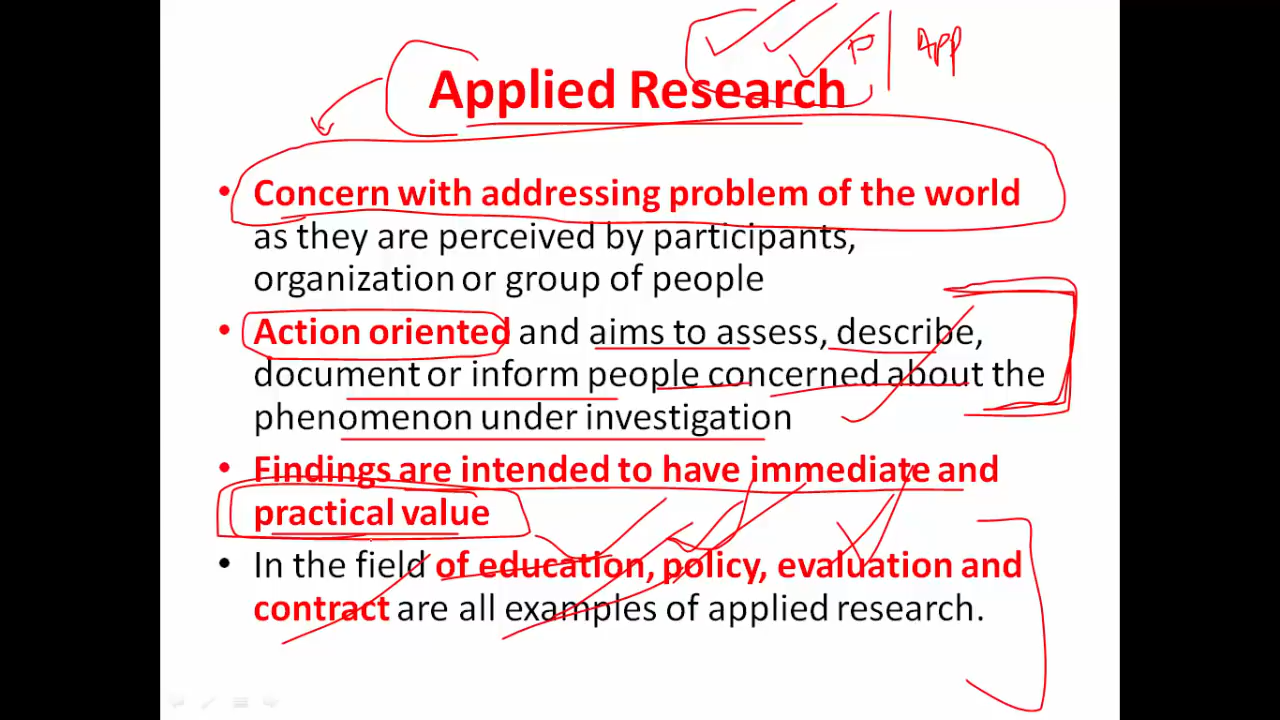 App
Applied Research
• Concern with addressing problem of the world
as they are perceived by participants,
organization or group of people
• Action oriented and aims to assess, describe,
document or inform people concerned about the
phenomenon under investigation
• Findings are intended to have immediate and
practical value
• In the field of education, policy, evaluation and
contract are all examples of applied research.